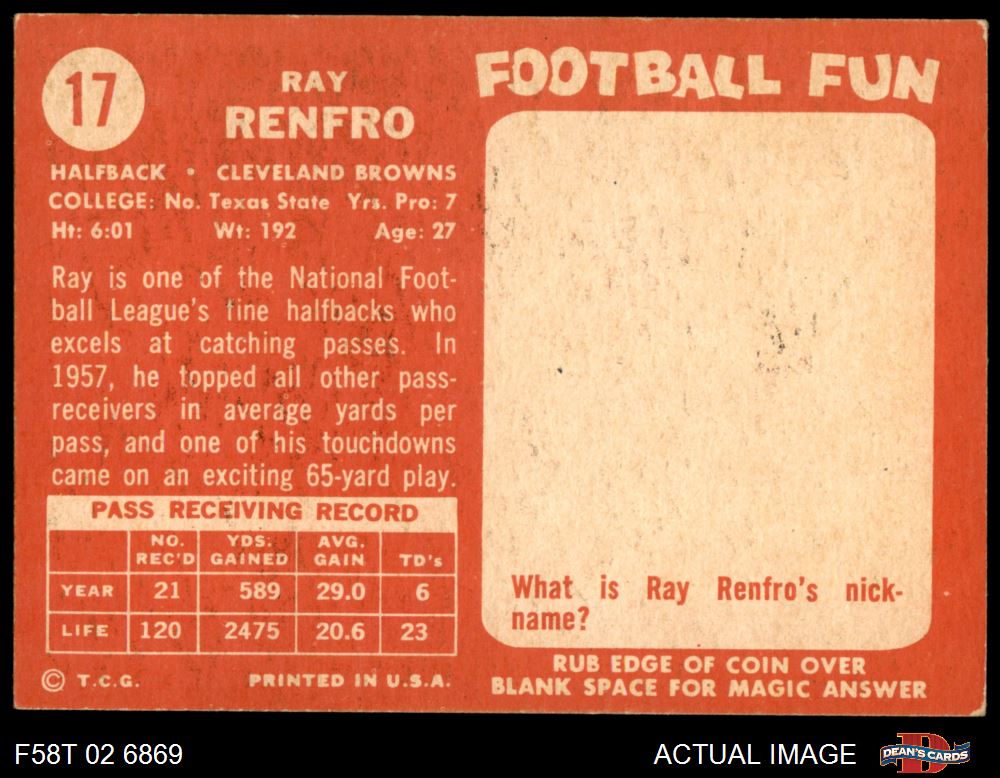 17
RAY
RENFRO
HALFBACK • CLEVELAND BROWNS
COLLEGE: No. Texas State Yrs. Pro: 7
Ht: 6:01 Wt: 192 Age: 27
Ray is one of the National Foot-
ball League's fine halfbacks who
excels at catching passes. In
1957, he topped all other pass-
receivers in average yards per
pass, and one of his touchdowns
came on an exciting 65-yard play.
PASS RECEIVING RECORD
NO. REC'D YDS. GAINED AVG. GAIN TD's
YEAR 21 589 29.0 6
LIFE 120 2475 20.6 23
© T.C.G. PRINTED IN U.S.A.
FOOTBALL FUN
What is Ray Renfro's nick-
name?
RUB EDGE OF COIN OVER
BLANK SPACE FOR MAGIC ANSWER
F58T 02 6869 ACTUAL IMAGE
DEAN'S CARDS